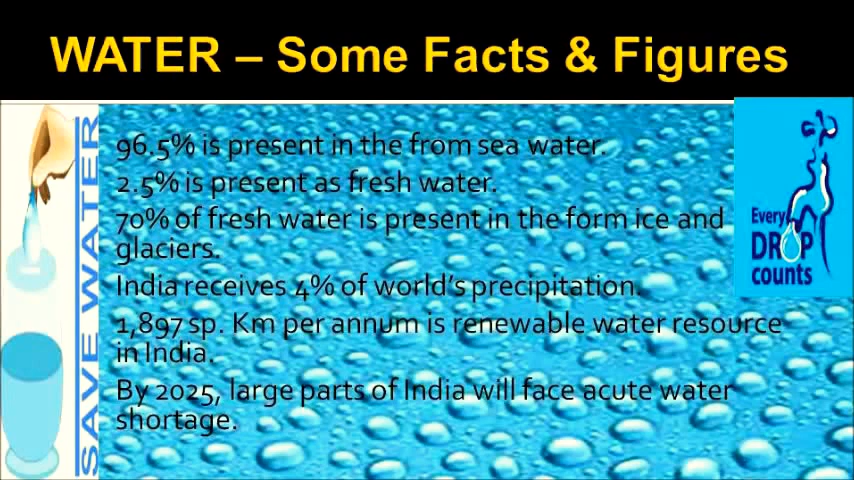 WATER – Some Facts & Figures
SAVE WATER
96.5% is present in the from sea water.
2.5% is present as fresh water.
70% of fresh water is present in the form ice and
glaciers.
India receives 4% of world's precipitation.
1,897 sp. Km per annum is renewable water resource
in India.
By 2025, large parts of India will face acute water
shortage.
Every
DROP
counts